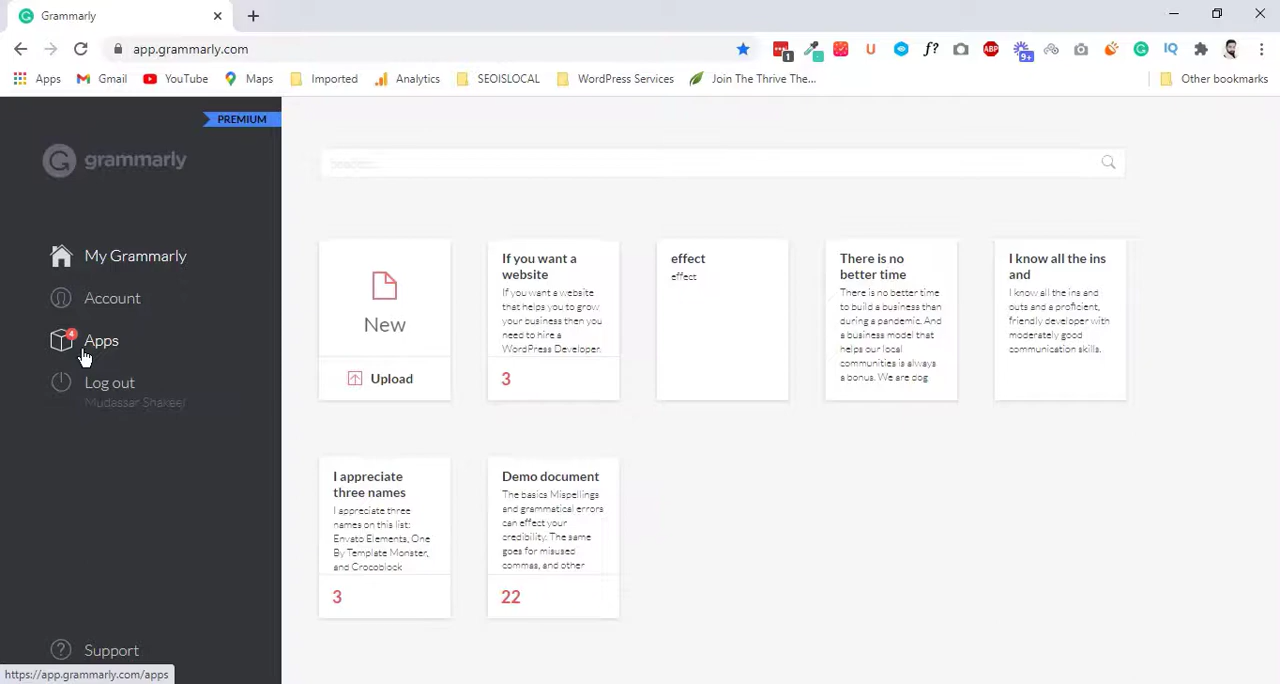 Grammarly
app.grammarly.com
1
f?
ABP
9+
IQ
Apps
Gmail
YouTube
Maps
Imported
Analytics
SEOISLOCAL
WordPress Services
Join The Thrive The...
Other bookmarks
PREMIUM
grammarly
My Grammarly
Account
4
Apps
Log out
Mudassar Shakeel
Support
https://app.grammarly.com/apps
New
Upload
If you want a
website
If you want a website
that helps you to grow
your business then you
need to hire a
WordPress Developer.
3
effect
effect
There is no
better time
There is no better time
to build a business than
during a pandemic. And
a business model that
helps our local
communities is always
a bonus. We are dog
I know all the ins
and
I know all the ins and
outs and a proficient,
friendly developer with
moderately good
communication skills.
I appreciate
three names
I appreciate three
names on this list:
Envato Elements, One
By Template Monster,
and Crocoblock
3
Demo document
The basics Mispellings
and grammatical errors
can effect your
credibility. The same
goes for misused
commas, and other
22